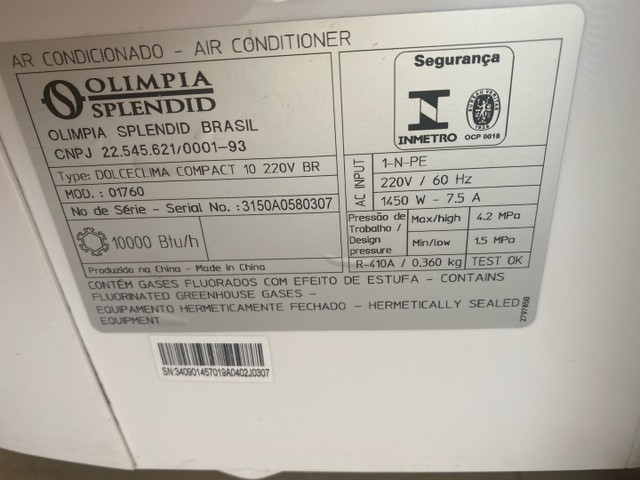 AR CONDICIONADO - AIR CONDITIONER
OLIMPIA
SPLENDID
OLIMPIA SPLENDID BRASIL
CNPJ 22.545.621/0001-93
Type: DOLCECLIMA COMPACT 10 220V BR
MOD. : 01760
No de Série - Serial No. :3150A0580307
10000 Btu/h
Produzido na China - Made in China
Segurança
INMETRO
BUREAU VERITAS
1828
OCP 0018
AC INPUT
1-N-PE
220V / 60 Hz
1450 W - 7.5 A
Pressão de
Trabalho /
Design
pressure
Max/high
4.2 MPa
Min/low
1.5 MPa
R-410A / 0,360 kg
TEST OK
CONTÉM GASES FLUORADOS COM EFEITO DE ESTUFA - CONTAINS
FLUORINATED GREENHOUSE GASES -
EQUIPAMENTO HERMETICAMENTE FECHADO - HERMETICALLY SEALED
EQUIPMENT
279785B
SN:340901457019A0402J0307